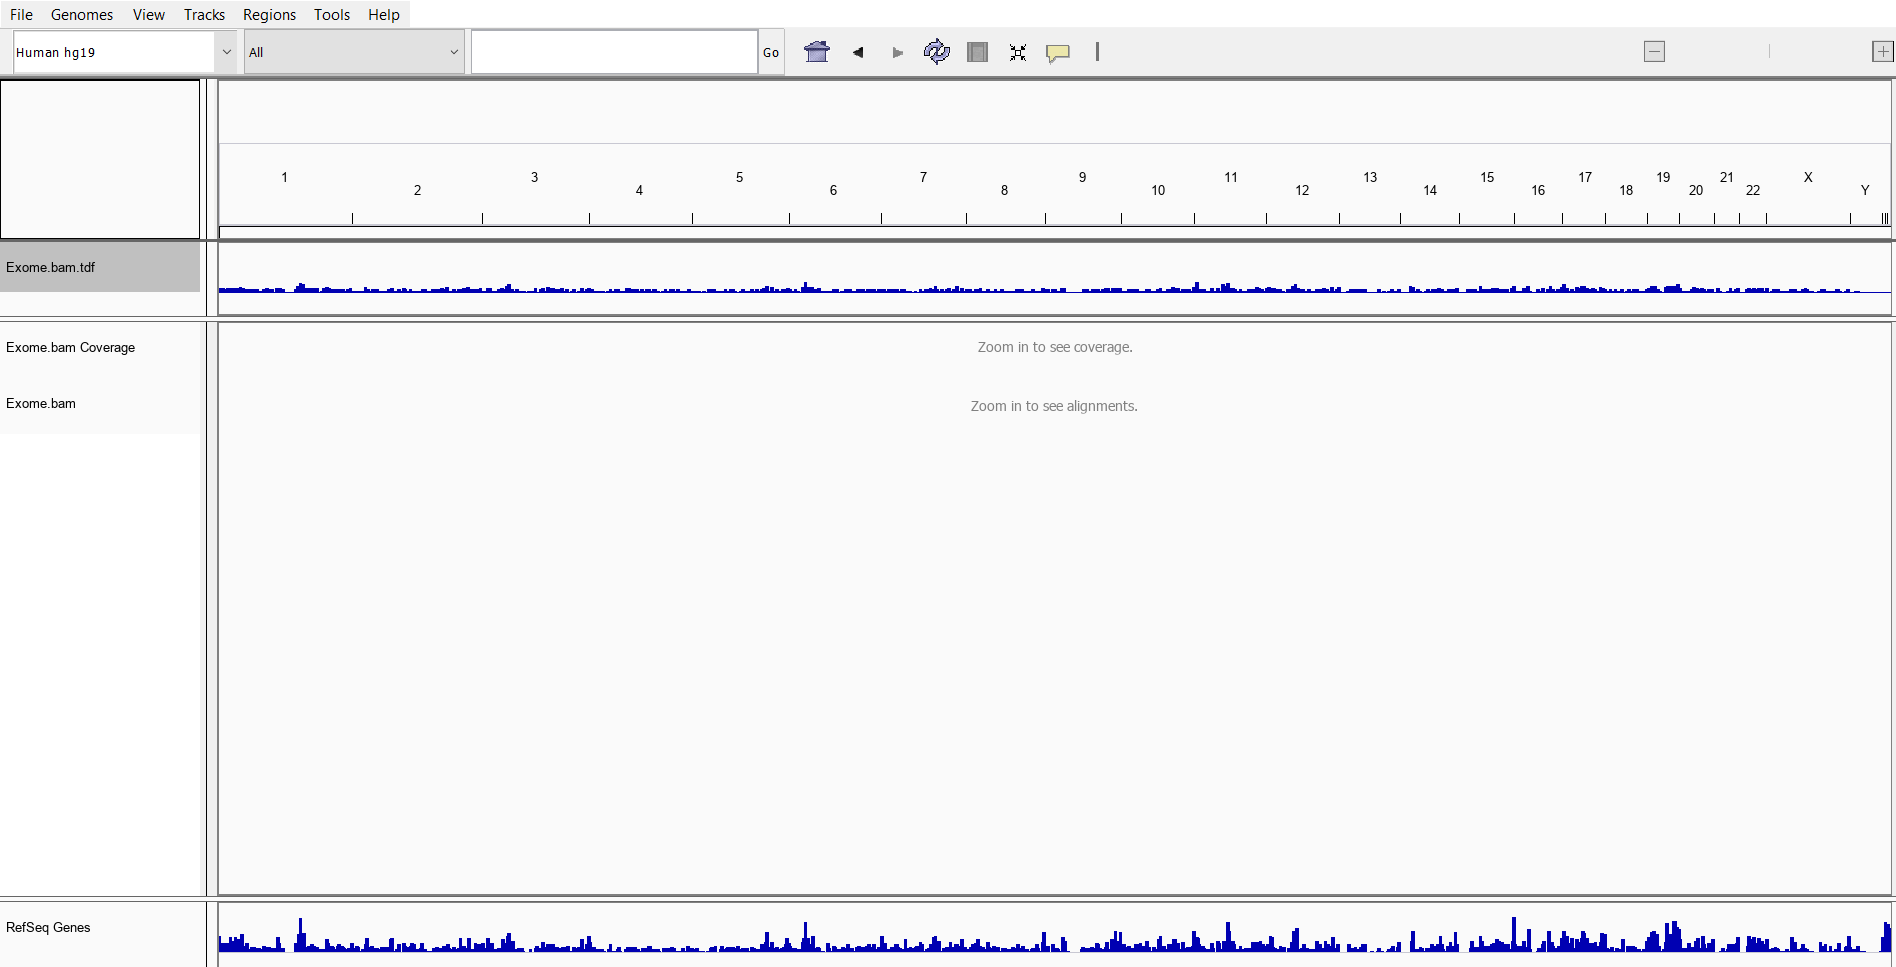 File Genomes View Tracks Regions Tools Help
Human hg19 All Go
1 2 3 4 5 6 7 8 9 10 11 12 13 14 15 16 17 18 19 20 21 22 X Y
Exome.bam.tdf
Exome.bam Coverage Zoom in to see coverage.
Exome.bam Zoom in to see alignments.
RefSeq Genes